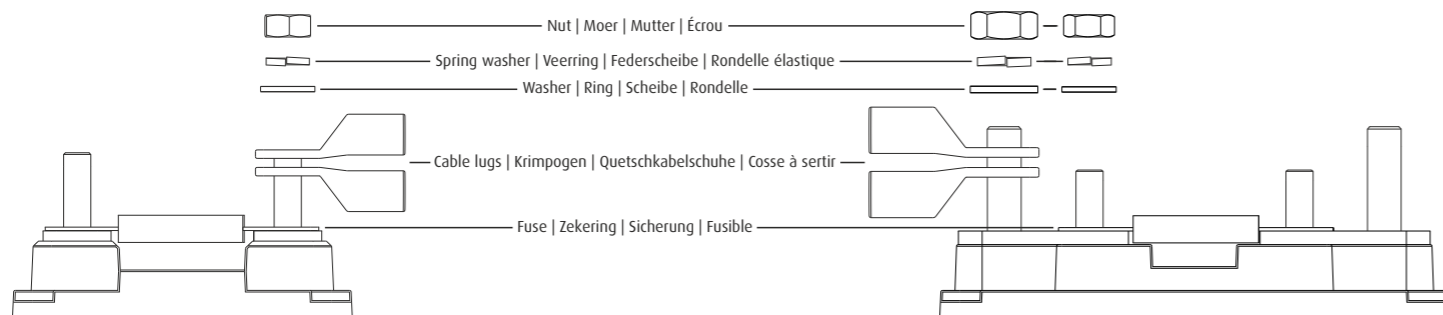 Nut | Moer | Mutter | Écrou
Spring washer | Veerring | Federscheibe | Rondelle élastique
Washer | Ring | Scheibe | Rondelle
Cable lugs | Krimpogen | Quetschkabelschuhe | Cosse à sertir
Fuse | Zekering | Sicherung | Fusible